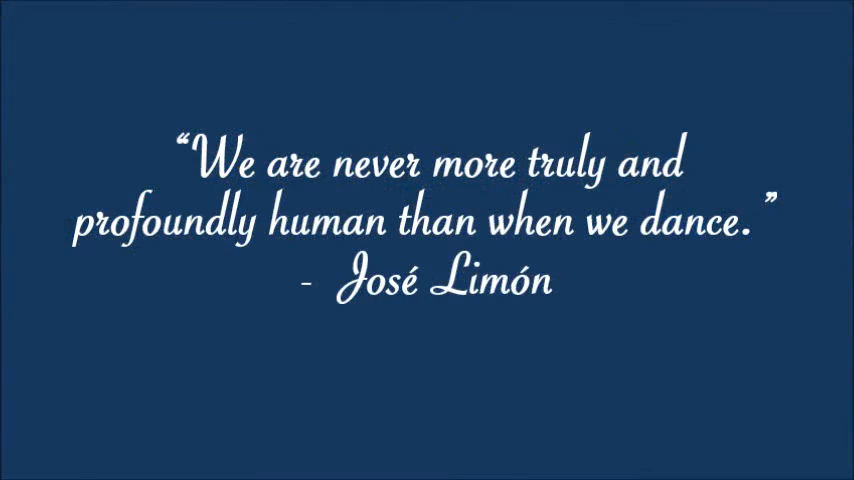 “We are never more truly and
profoundly human than when we dance. ”
- José Limón